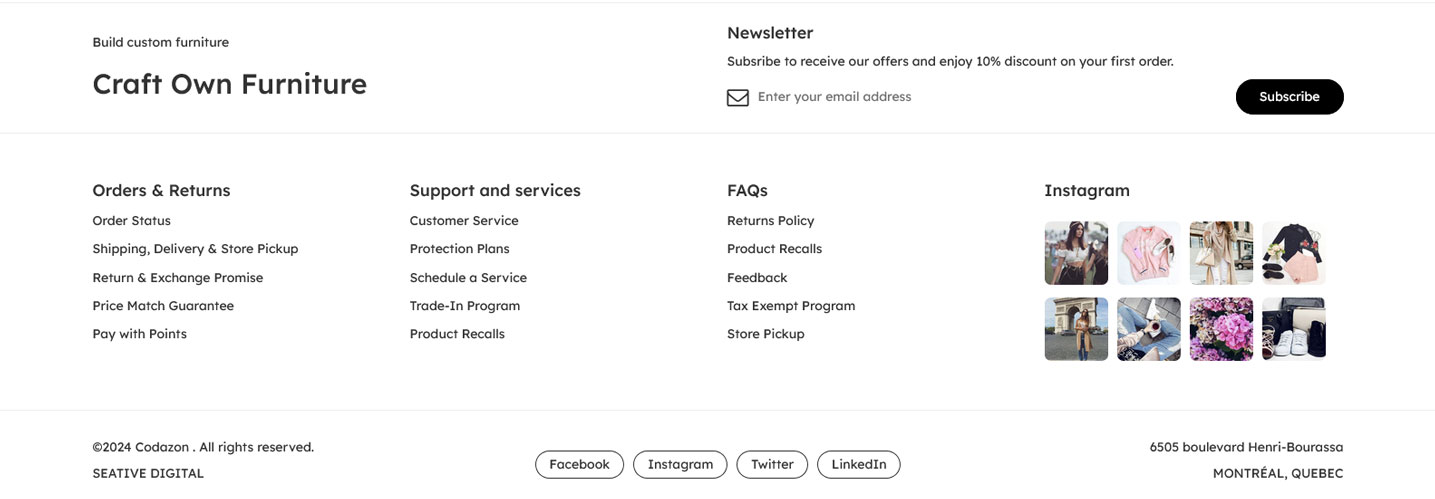 Build custom furniture
Craft Own Furniture
Newsletter
Subsribe to receive our offers and enjoy 10% discount on your first order.
Enter your email address
Subscribe
Orders & Returns
Order Status
Shipping, Delivery & Store Pickup
Return & Exchange Promise
Price Match Guarantee
Pay with Points
Support and services
Customer Service
Protection Plans
Schedule a Service
Trade-In Program
Product Recalls
FAQs
Returns Policy
Product Recalls
Feedback
Tax Exempt Program
Store Pickup
Instagram
©2024 Codazon . All rights reserved.
SEATIVE DIGITAL
Facebook
Instagram
Twitter
LinkedIn
6505 boulevard Henri-Bourassa
MONTRÉAL, QUEBEC